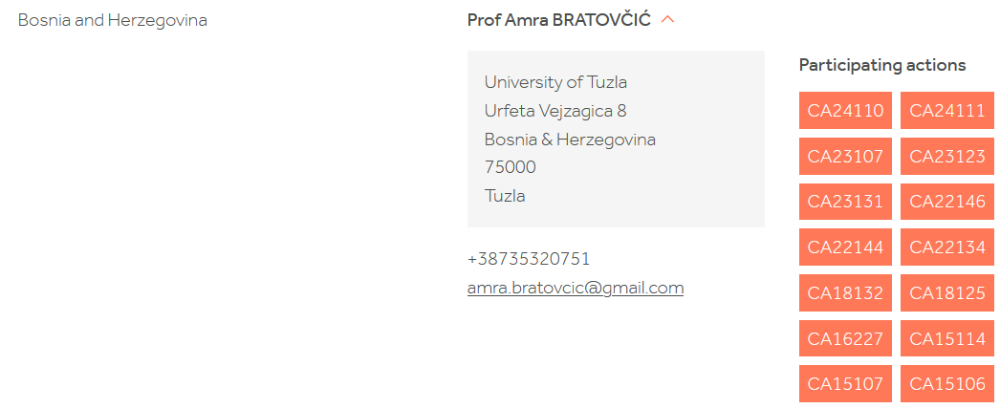 Bosnia and Herzegovina
Prof Amra BRATOVČIĆ
University of Tuzla
Urfeta Vejzagica 8
Bosnia & Herzegovina
75000
Tuzla
+38735320751
amra.bratovcic@gmail.com
Participating actions
CA24110 CA24111
CA23107 CA23123
CA23131 CA22146
CA22144 CA22134
CA18132 CA18125
CA16227 CA15114
CA15107 CA15106